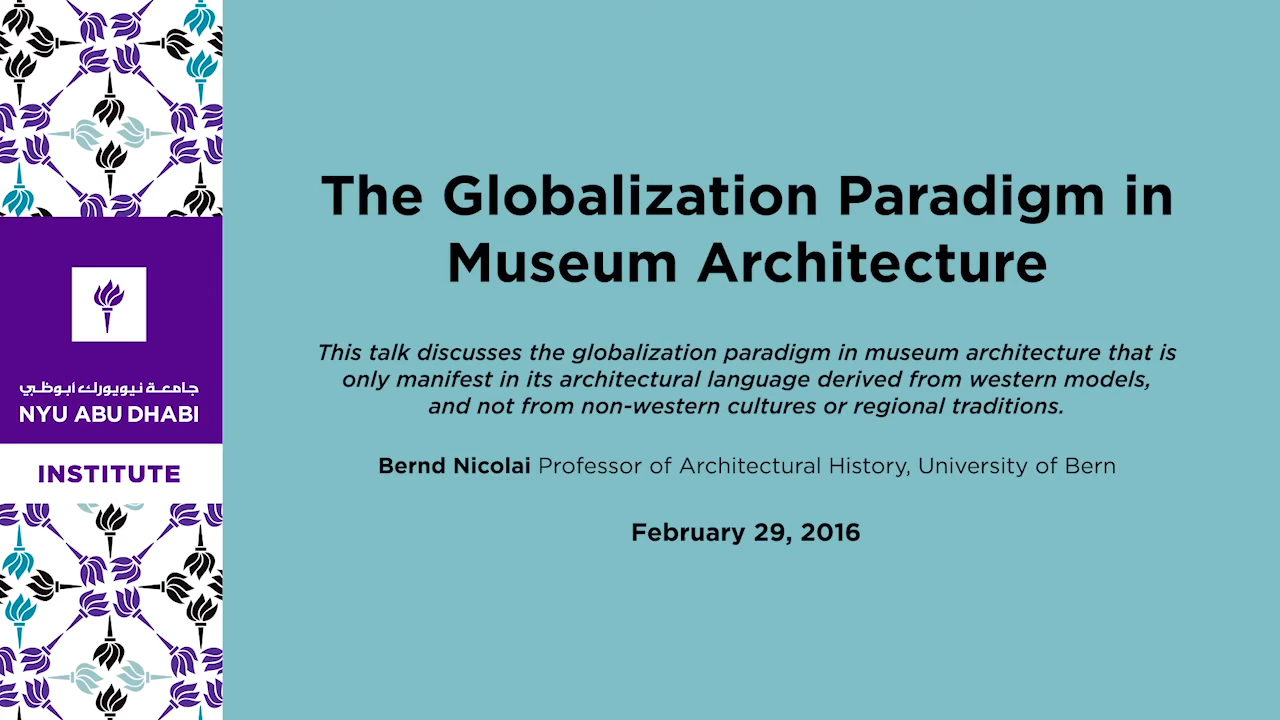 The Globalization Paradigm in
Museum Architecture
This talk discusses the globalization paradigm in museum architecture that is
only manifest in its architectural language derived from western models,
and not from non-western cultures or regional traditions.
Bernd Nicolai Professor of Architectural History, University of Bern
February 29, 2016
جامعة نيويورك أبوظبي
NYU ABU DHABI
INSTITUTE